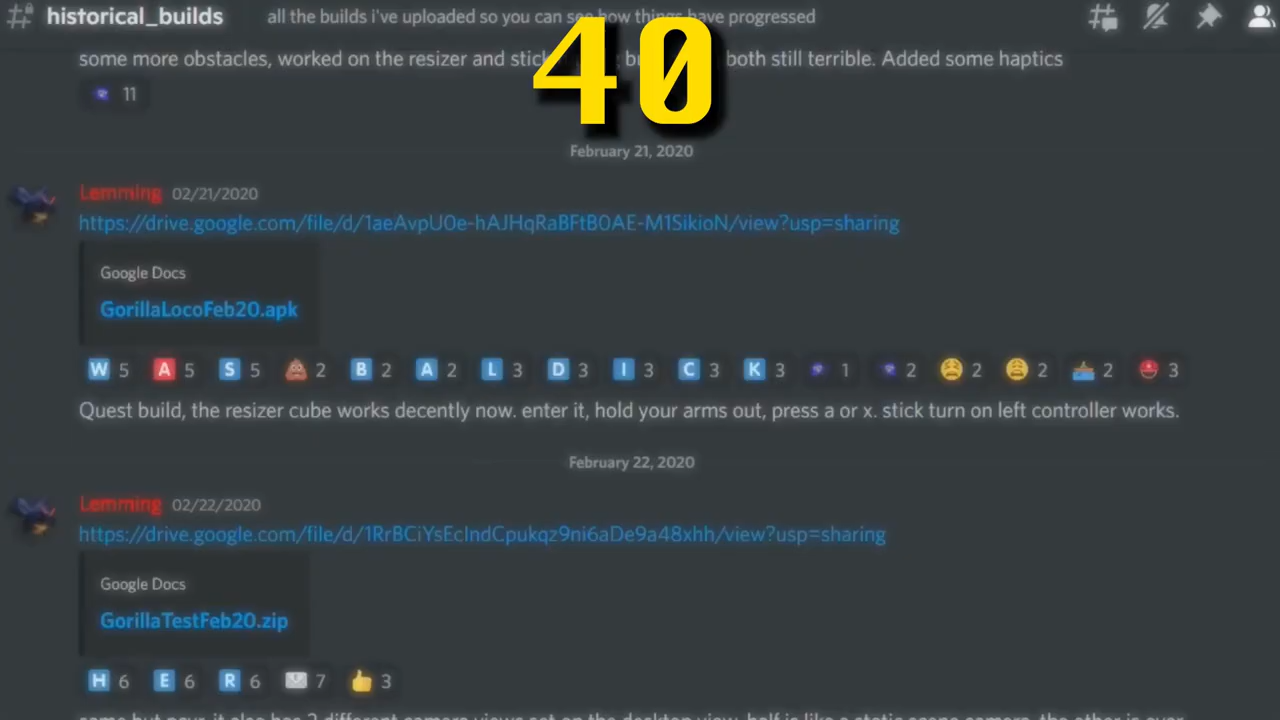 historical_builds all the builds i've uploaded so you can see how things have progressed
40
some more obstacles, worked on the resizer and stick both still terrible. Added some haptics
11
February 21, 2020
Lemming 02/21/2020
https://drive.google.com/file/d/1aeAvpU0e-hAJHqRaBFtB0AE-M1SikioN/view?usp=sharing
Google Docs
GorillaLocoFeb20.apk
W 5 A 5 S 5 2 B 2 A 2 L 3 D 3 I 3 C 3 K 3 1 2 2 2 2 3
Quest build, the resizer cube works decently now. enter it, hold your arms out, press a or x. stick turn on left controller works.
February 22, 2020
Lemming 02/22/2020
https://drive.google.com/file/d/1RrBCiYsEcIndCpukqz9ni6aDe9a48xhh/view?usp=sharing
Google Docs
GorillaTestFeb20.zip
H 6 E 6 R 6 7 3